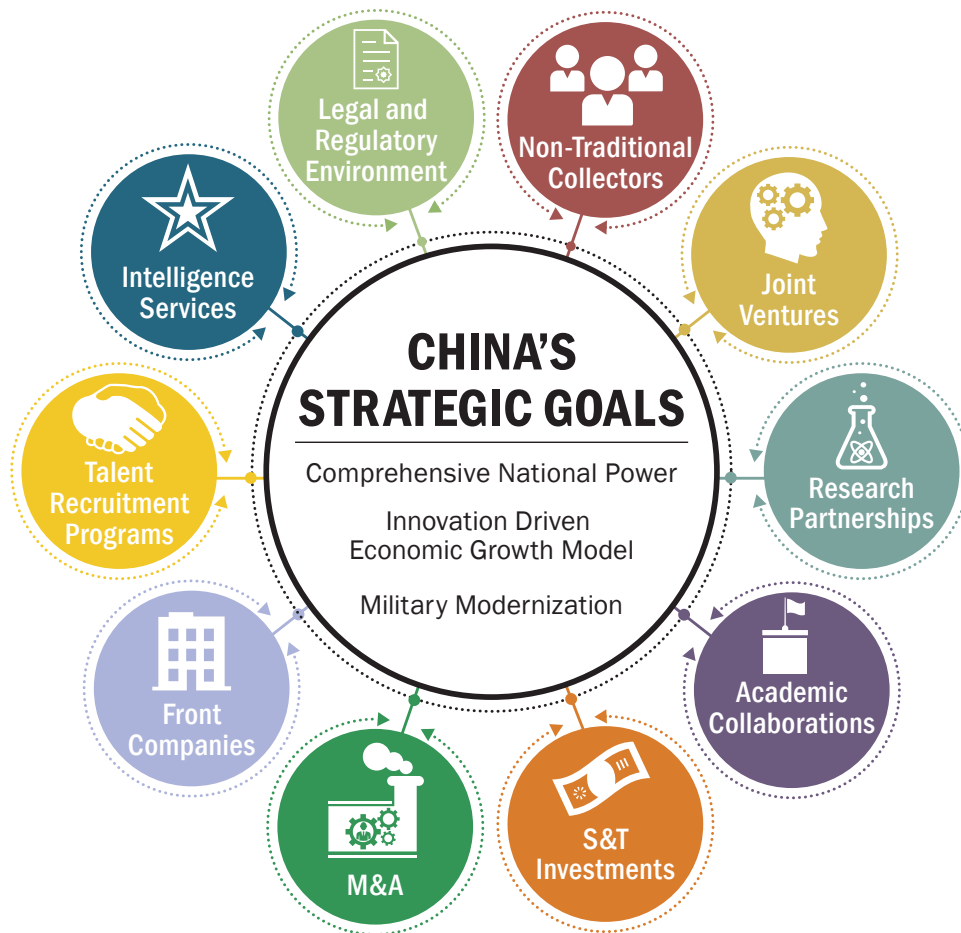 CHINA'S
STRATEGIC GOALS
Comprehensive National Power
Innovation Driven
Economic Growth Model
Military Modernization
Legal and
Regulatory
Environment
Non-Traditional
Collectors
Joint
Ventures
Research
Partnerships
Academic
Collaborations
S&T
Investments
M&A
Front
Companies
Talent
Recruitment
Programs
Intelligence
Services